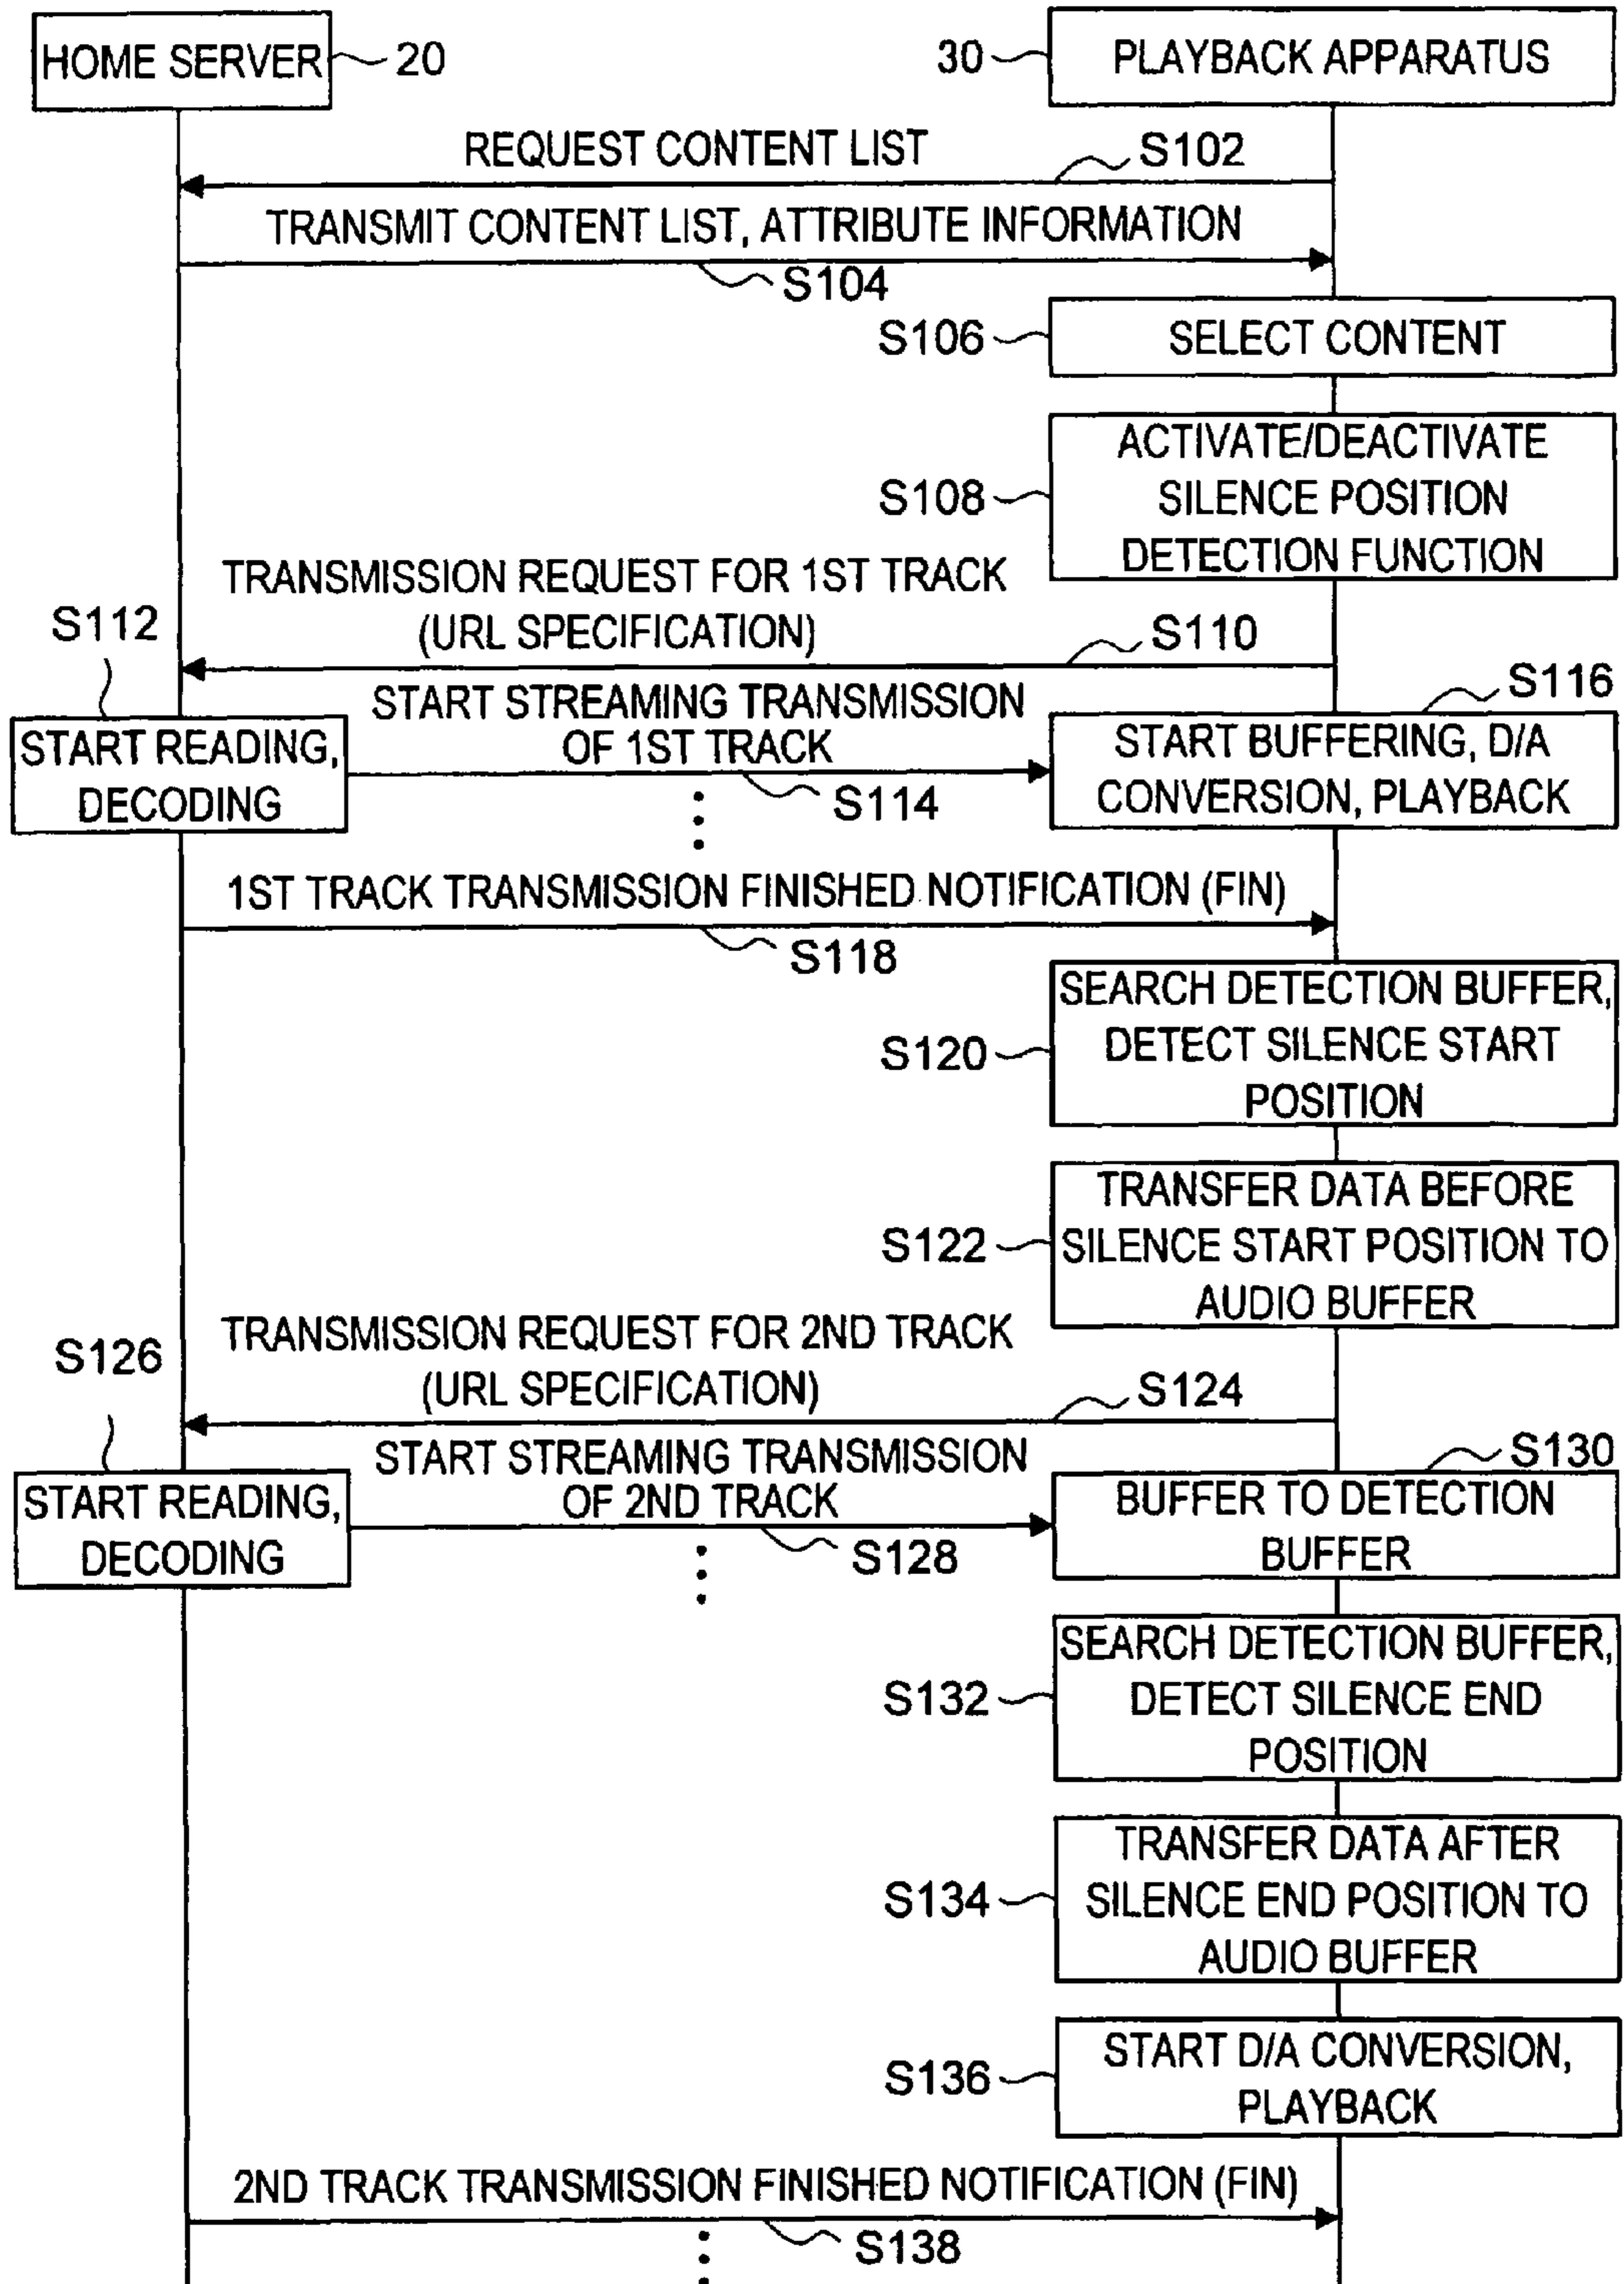 HOME SERVER
20
30
PLAYBACK APPARATUS
REQUEST CONTENT LIST
S102
TRANSMIT CONTENT LIST, ATTRIBUTE INFORMATION
S104
S106
SELECT CONTENT
S108
ACTIVATE/DEACTIVATE
SILENCE POSITION
DETECTION FUNCTION
TRANSMISSION REQUEST FOR 1ST TRACK
(URL SPECIFICATION)
S110
S112
START READING,
DECODING
START STREAMING TRANSMISSION
OF 1ST TRACK
S114
S116
START BUFFERING, D/A
CONVERSION, PLAYBACK
1ST TRACK TRANSMISSION FINISHED NOTIFICATION (FIN)
S118
S120
SEARCH DETECTION BUFFER,
DETECT SILENCE START
POSITION
S122
TRANSFER DATA BEFORE
SILENCE START POSITION TO
AUDIO BUFFER
TRANSMISSION REQUEST FOR 2ND TRACK
(URL SPECIFICATION)
S124
S126
START READING,
DECODING
START STREAMING TRANSMISSION
OF 2ND TRACK
S128
S130
BUFFER TO DETECTION
BUFFER
S132
SEARCH DETECTION BUFFER,
DETECT SILENCE END
POSITION
S134
TRANSFER DATA AFTER
SILENCE END POSITION TO
AUDIO BUFFER
S136
START D/A CONVERSION,
PLAYBACK
2ND TRACK TRANSMISSION FINISHED NOTIFICATION (FIN)
S138